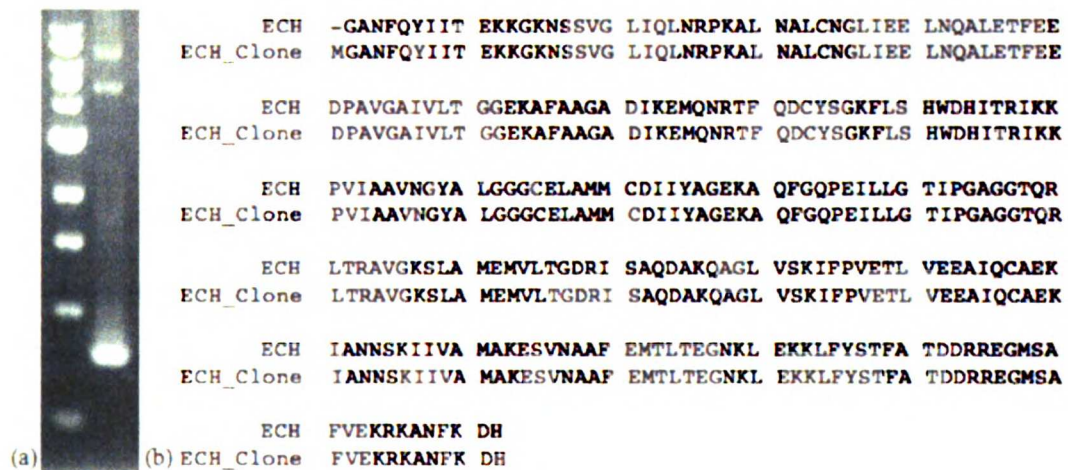 ECH -GANFQYIIT EKKGKNSSVG LIQLNRPKAL NALCNGLIEE LNQALETFEE
ECH_Clone MGANFQYIIT EKKGKNSSVG LIQLNRPKAL NALCNGLIEE LNQALETFEE
ECH DPAVGAIVLT GGEKAFAAGA DIKEMQNRTF QDCYSGKFLS HWDHITRIKK
ECH_Clone DPAVGAIVLT GGEKAFAAGA DIKEMQNRTF QDCYSGKFLS HWDHITRIKK
ECH PVIAAVNGYA LGGGCELAMM CDIIYAGEKA QFGQPEILLG TIPGAGGTQR
ECH_Clone PVIAAVNGYA LGGGCELAMM CDIIYAGEKA QFGQPEILLG TIPGAGGTQR
ECH LTRAVGKSLA MEMVLTGDRI SAQDAKQAGL VSKIFPVETL VEEAIQCAEK
ECH_Clone LTRAVGKSLA MEMVLTGDRI SAQDAKQAGL VSKIFPVETL VEEAIQCAEK
ECH IANNSKIIVA MAKESVNAAF EMTLTEGNKL EKKLFYSTFA TDDRREGMSA
ECH_Clone IANNSKIIVA MAKESVNAAF EMTLTEGNKL EKKLFYSTFA TDDRREGMSA
ECH FVEKRKANFK DH
(a) (b) ECH_Clone FVEKRKANFK DH